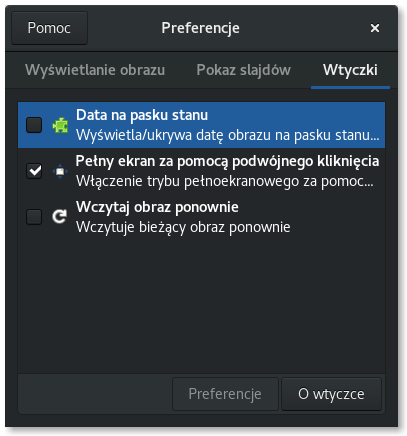 Pomoc
Preferencje
Wyświetlanie obrazu
Pokaz slajdów
Wtyczki
Data na pasku stanu
Wyświetla/ukrywa datę obrazu na pasku stanu...
Pełny ekran za pomocą podwójnego kliknięcia
Włączenie trybu pełnoekranowego za pomoc...
Wczytaj obraz ponownie
Wczytuje bieżący obraz ponownie
Preferencje
O wtyczce